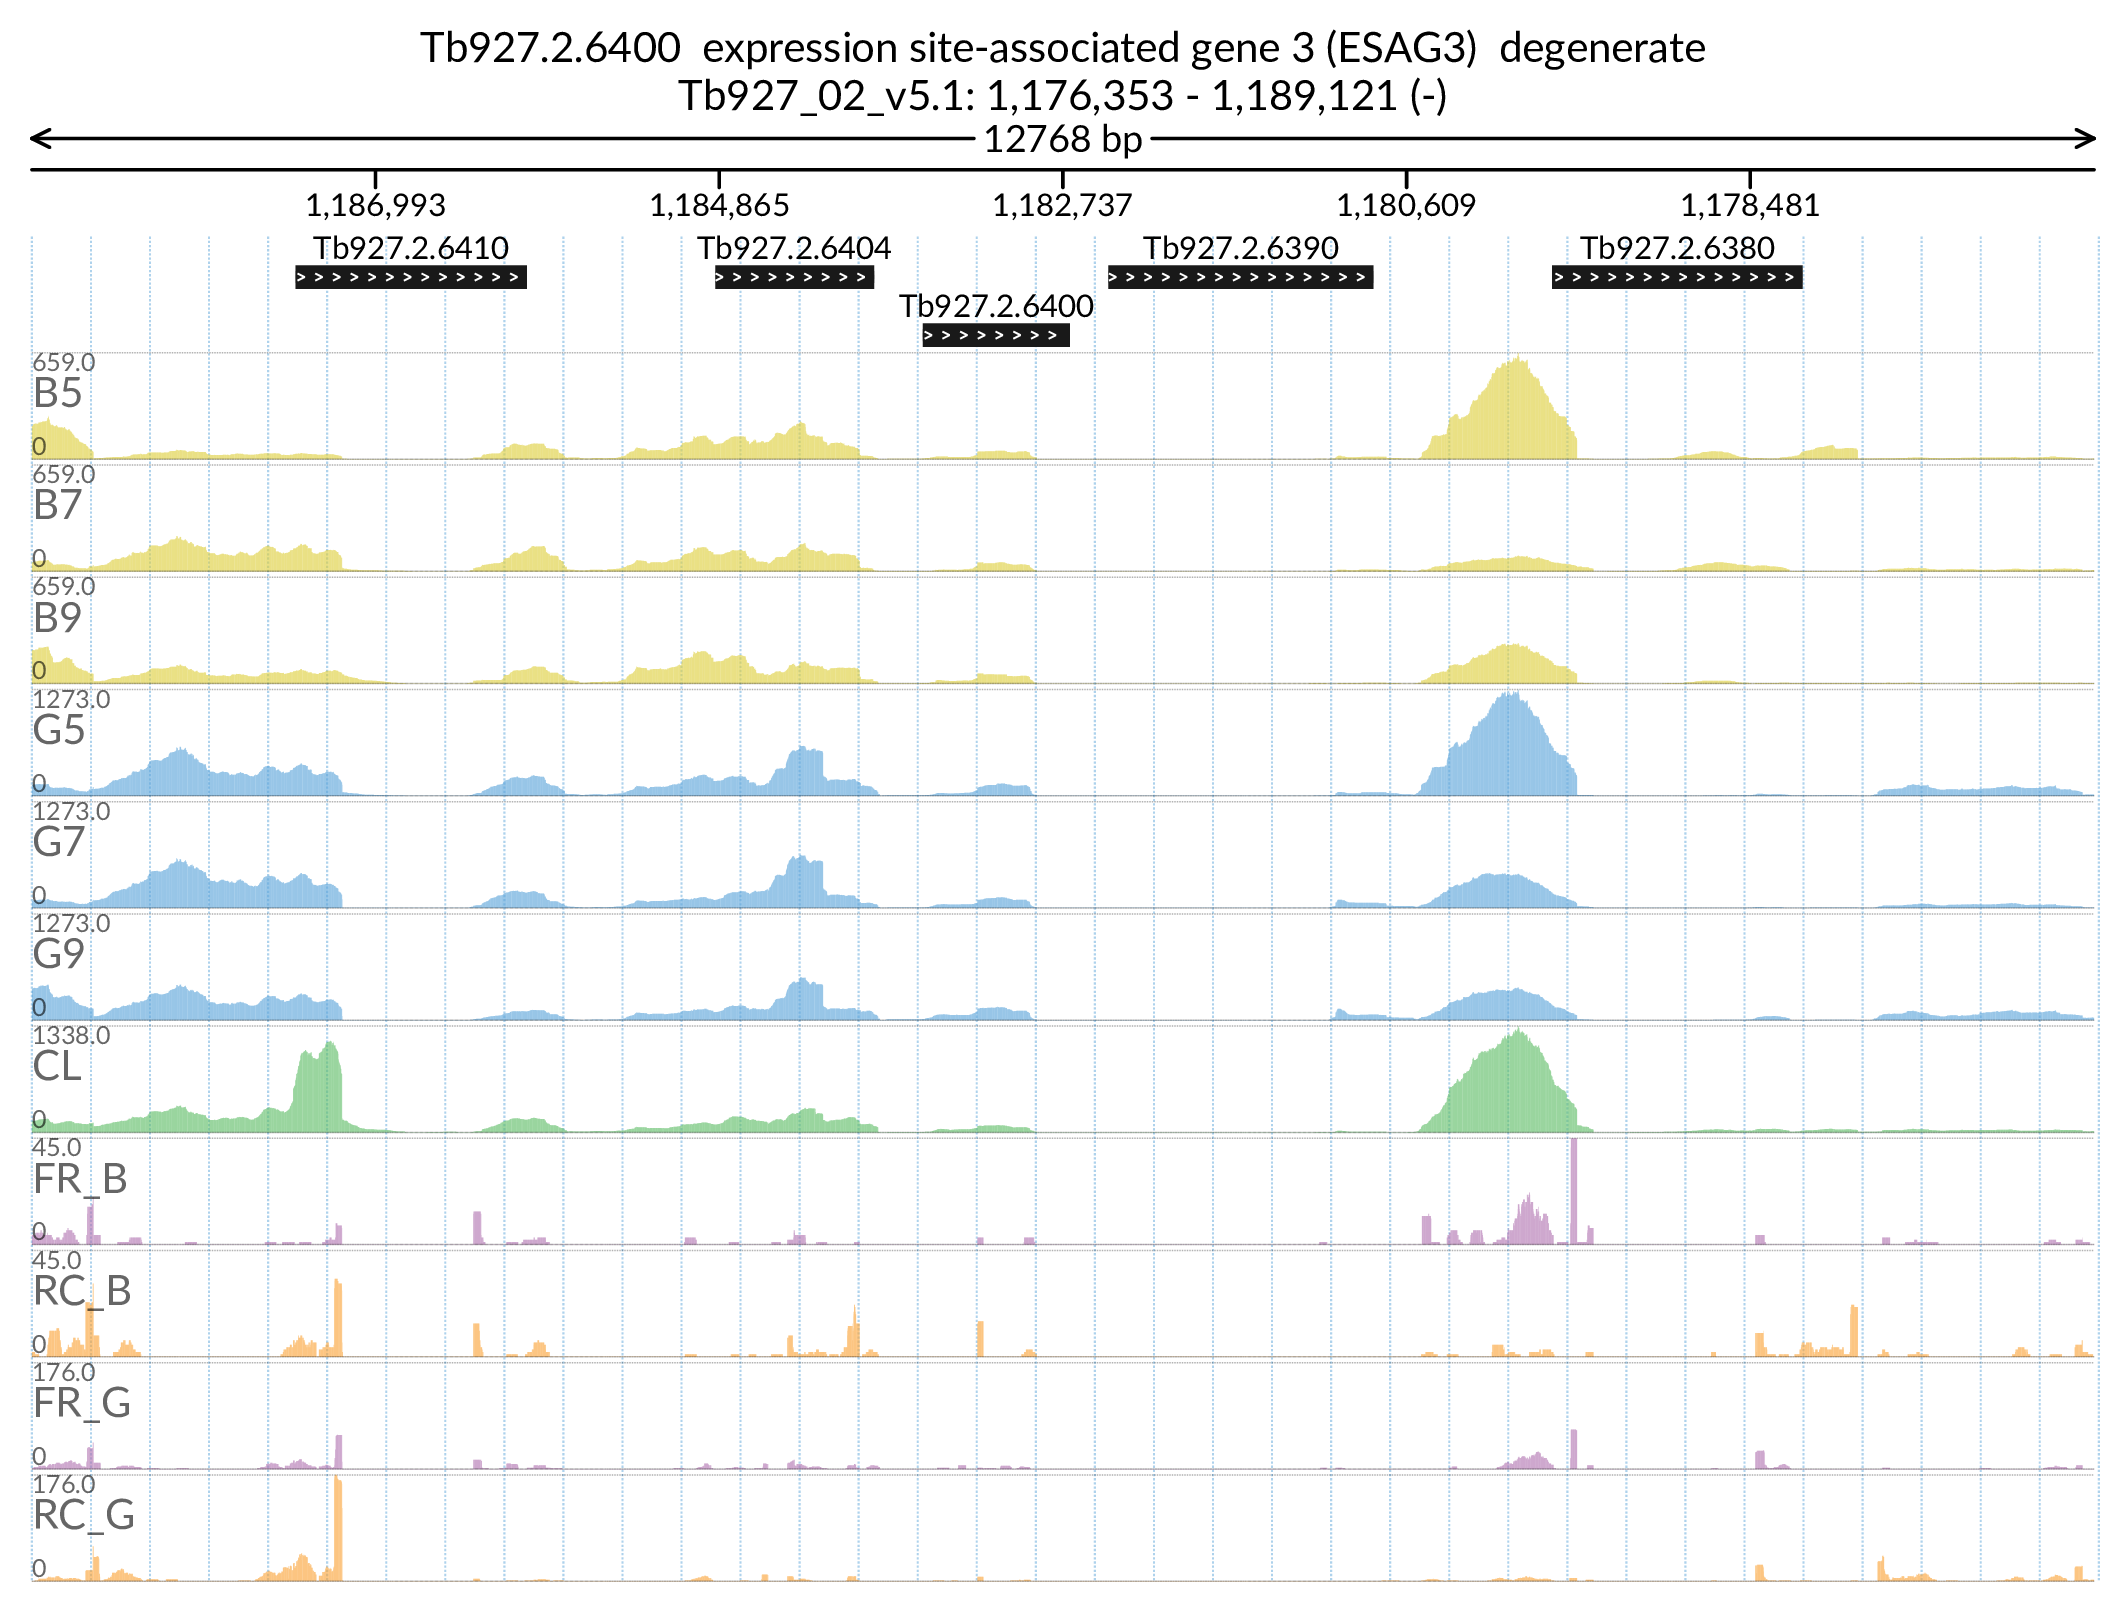 Tb927.2.6400 expression site-associated gene 3 (ESAG3) degenerate
Tb927_02_v5.1: 1,176,353 - 1,189,121 (-)
12768 bp
1,186,993 1,184,865 1,182,737 1,180,609 1,178,481
Tb927.2.6410 Tb927.2.6404 Tb927.2.6390 Tb927.2.6380
Tb927.2.6400
659.0
B5
0
659.0
B7
0
659.0
B9
0
1273.0
G5
0
1273.0
G7
0
1273.0
G9
0
1338.0
CL
0
45.0
FR_B
0
45.0
RC_B
0
176.0
FR_G
0
176.0
RC_G
0